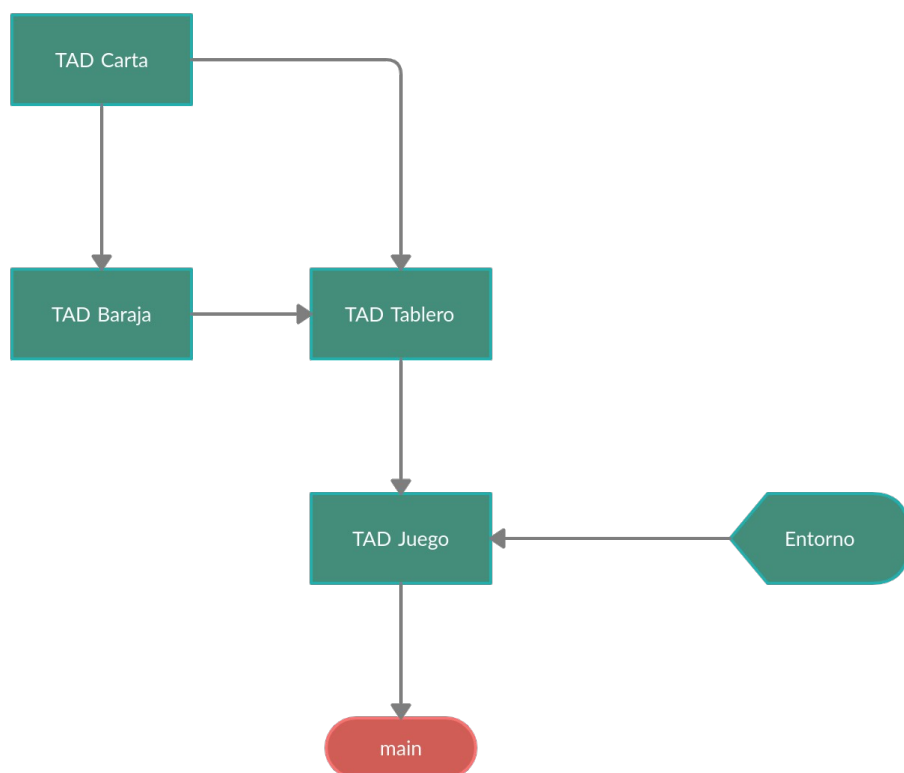 TAD Carta
TAD Baraja
TAD Tablero
TAD Juego
Entorno
main